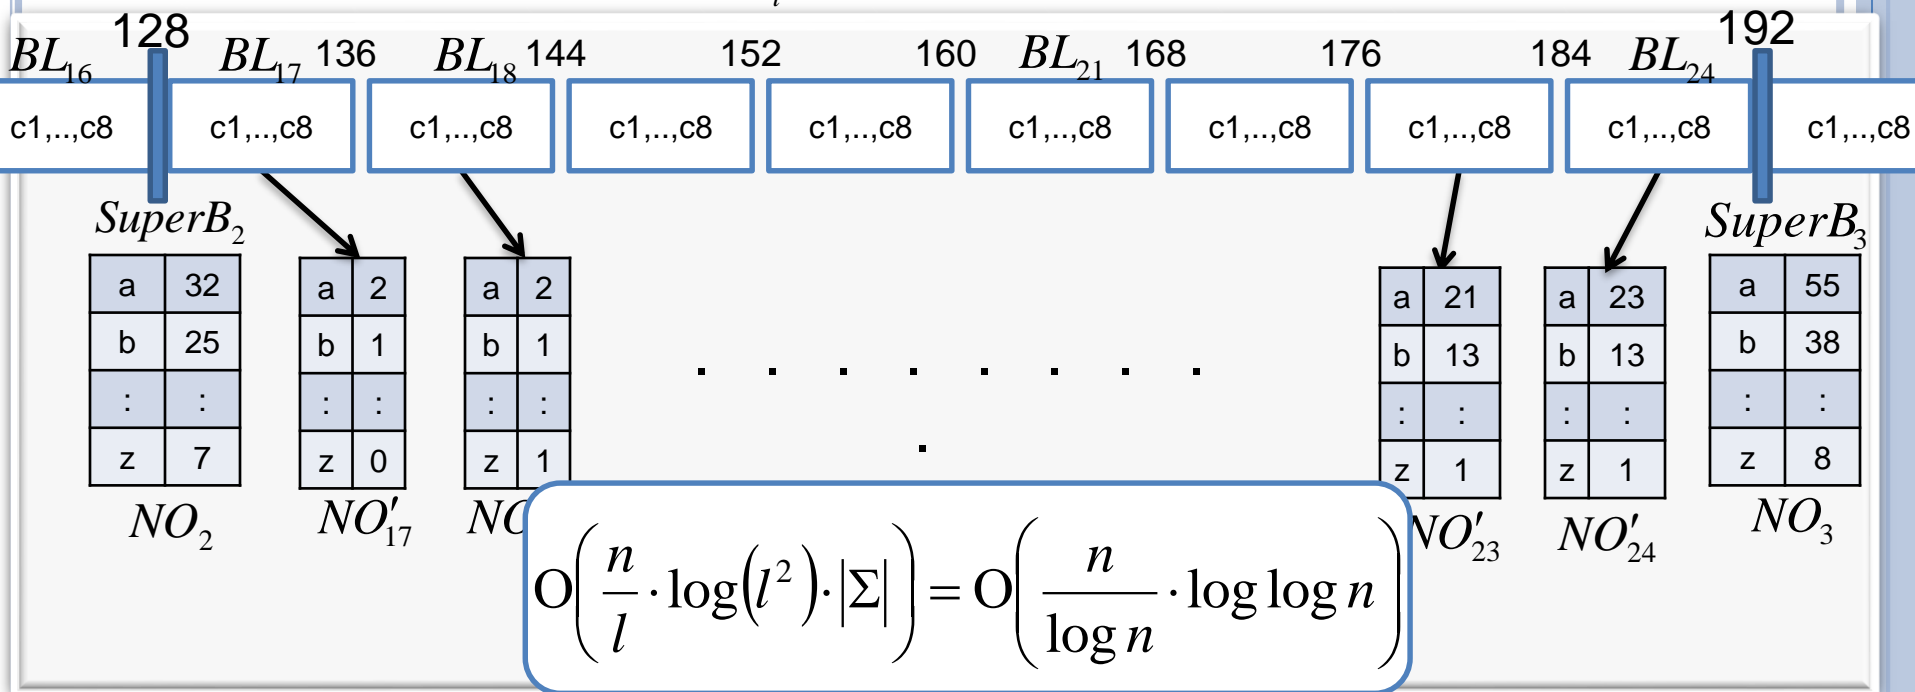 l
128 192
BL₁₆ BL₁₇ 136 BL₁₈ 144 152 160 BL₂₁ 168 176 184 BL₂₄
c1,..,c8 c1,..,c8 c1,..,c8 c1,..,c8 c1,..,c8 c1,..,c8 c1,..,c8 c1,..,c8 c1,..,c8 c1,..,c8
SuperB₂ SuperB₃
a 32 a 2 a 2 a 21 a 23 a 55
b 25 b 1 b 1 b 13 b 13 b 38
: : : : : : : : : : : :
. . . . . . . .
.
z 7 z 0 z 1 z 1 z 1 z 8
NO₂ NO′₁₇ NO NO′₂₃ NO′₂₄ NO₃
O(n/l · log(l²) · |Σ|) = O(n/log n · log log n)